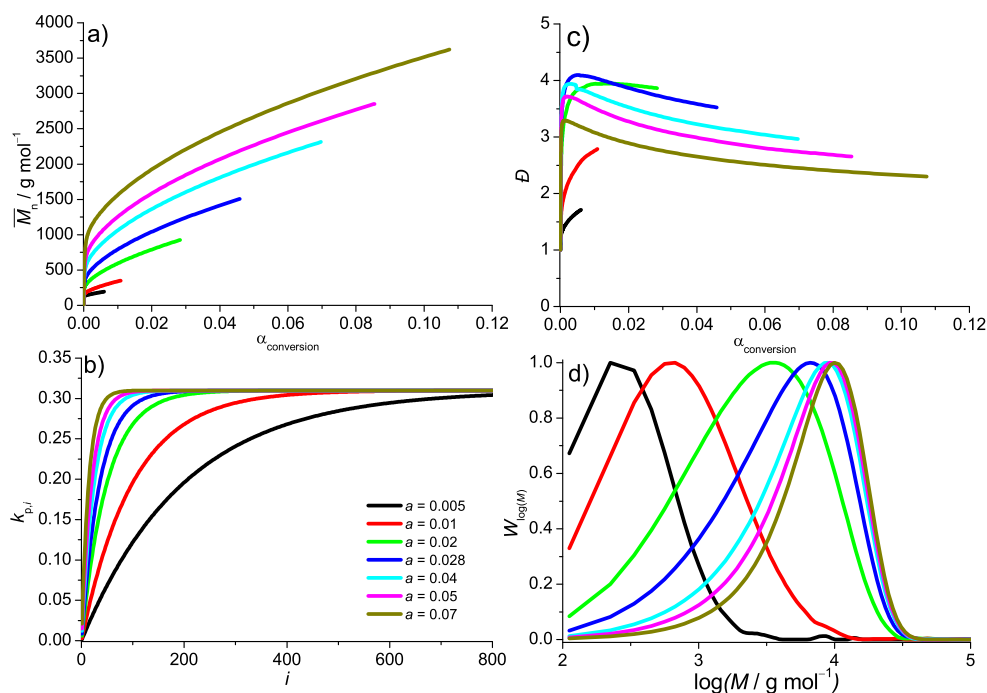 a)
4000
3500
3000
2500
2000
1500
1000
500
0
M̅n / g mol⁻¹
0.00 0.02 0.04 0.06 0.08 0.10 0.12
αconversion
c)
5
4
3
2
1
0
Đ
0.00 0.02 0.04 0.06 0.08 0.10 0.12
αconversion
b)
0.35
0.30
0.25
0.20
0.15
0.10
0.05
0.00
kp,i
a = 0.005
a = 0.01
a = 0.02
a = 0.028
a = 0.04
a = 0.05
a = 0.07
0 200 400 600 800
i
d)
1.0
0.8
0.6
0.4
0.2
0.0
Wlog(M)
2 3 4 5
log(M / g mol⁻¹)